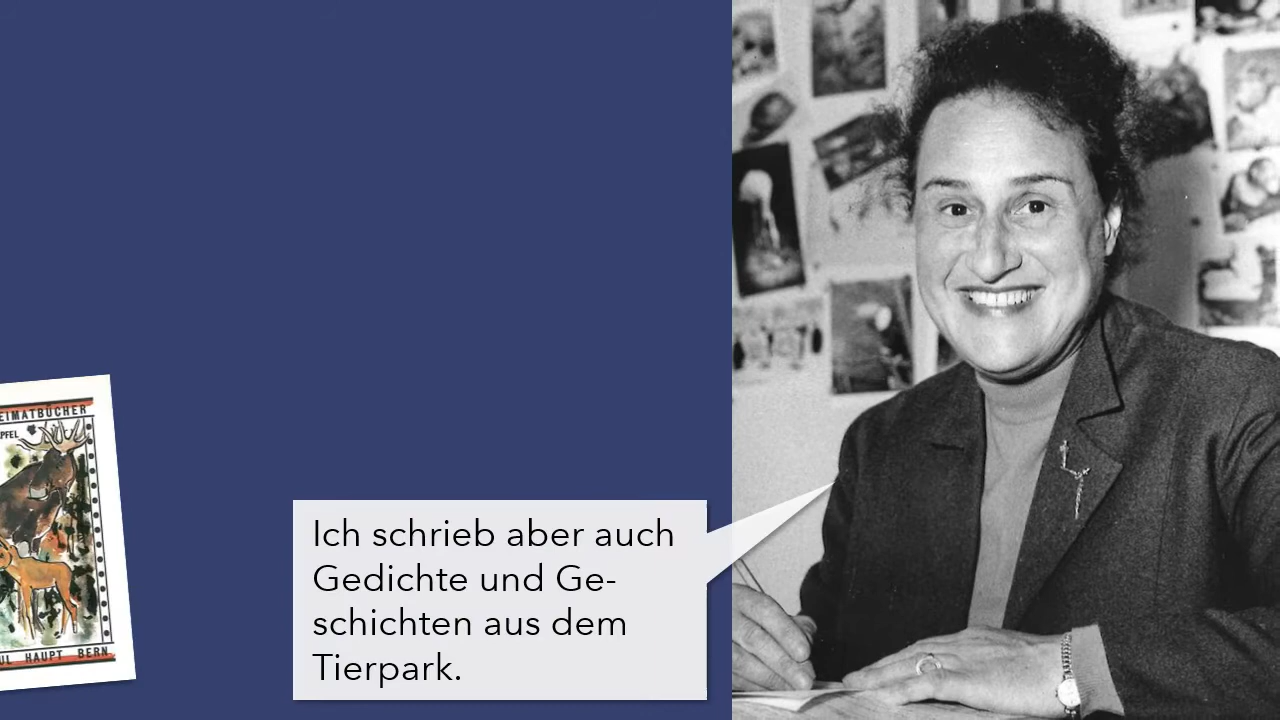 EIMATBÜCHER
PFEL
UL HAUPT BERN
Ich schrieb aber auch
Gedichte und Ge-
schichten aus dem
Tierpark.